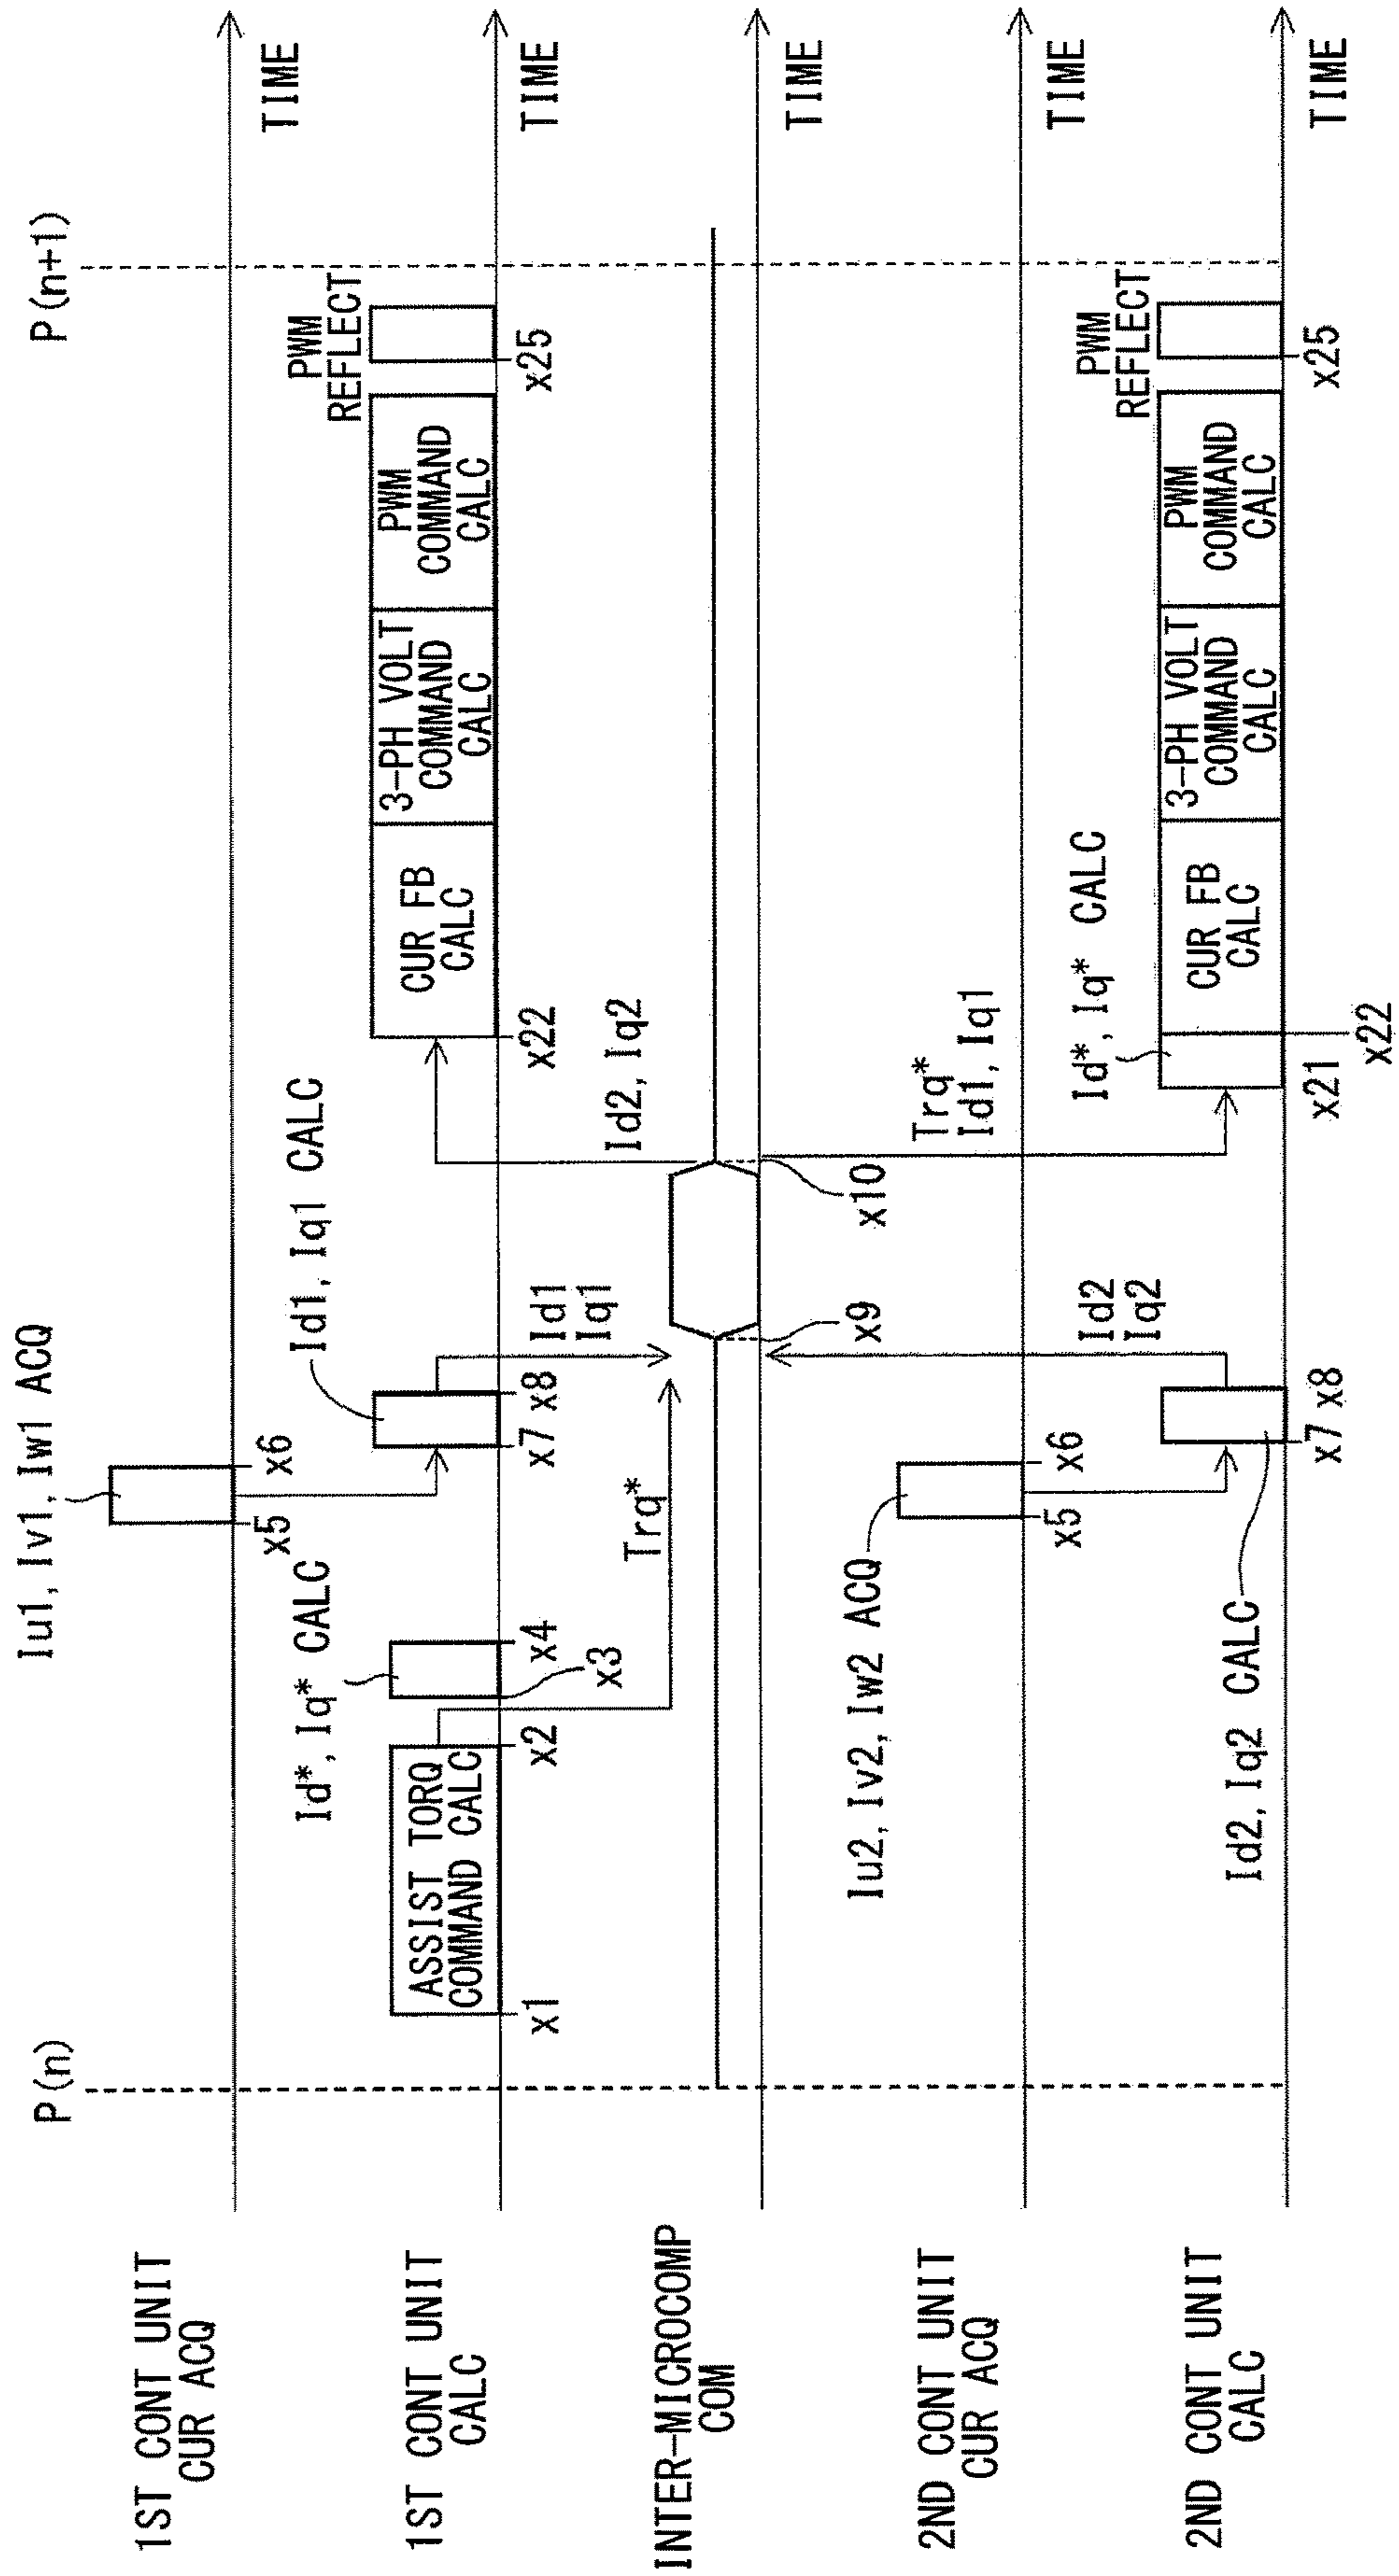 P(n)
P(n+1)
1ST CONT UNIT
CUR ACQ
Iu1, Iv1, Iw1 ACQ
x5
x6
TIME
1ST CONT UNIT
CALC
ASSIST TORQ
COMMAND CALC
x1
x2
Id*, Iq* CALC
x3
x4
Id1, Iq1 CALC
x7
x8
CUR FB
CALC
x22
3-PH VOLT
COMMAND
CALC
PWM
COMMAND
CALC
PWM
REFLECT
x25
TIME
INTER-MICROCOMP
COM
Trq*
Id1
Iq1
Id2, Iq2
x9
x10
TIME
2ND CONT UNIT
CUR ACQ
Iu2, Iv2, Iw2 ACQ
x5
x6
Trq*
Id1, Iq1
TIME
2ND CONT UNIT
CALC
Id2, Iq2 CALC
x7
x8
Id2
Iq2
Id*, Iq* CALC
x21
x22
CUR FB
CALC
3-PH VOLT
COMMAND
CALC
PWM
COMMAND
CALC
PWM
REFLECT
x25
TIME